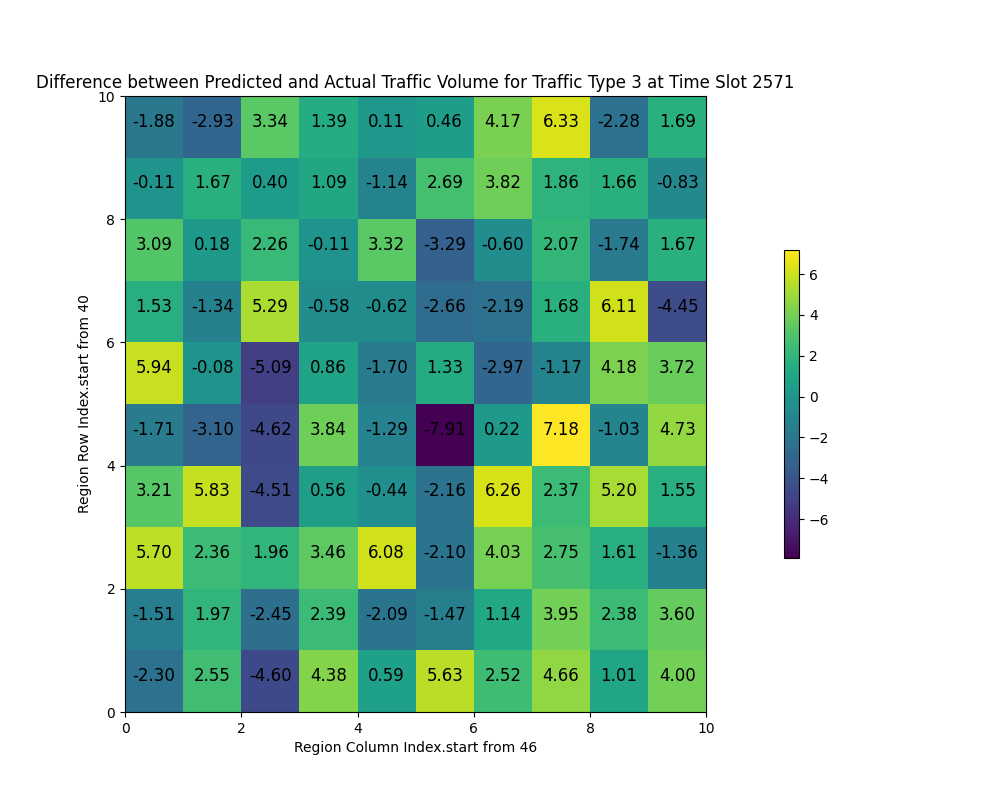 Difference between Predicted and Actual Traffic Volume for Traffic Type 3 at Time Slot 2571
10
-1.88 -2.93 3.34 1.39 0.11 0.46 4.17 6.33 -2.28 1.69
-0.11 1.67 0.40 1.09 -1.14 2.69 3.82 1.86 1.66 -0.83
8
3.09 0.18 2.26 -0.11 3.32 -3.29 -0.60 2.07 -1.74 1.67
1.53 -1.34 5.29 -0.58 -0.62 -2.66 -2.19 1.68 6.11 -4.45
6
5.94 -0.08 -5.09 0.86 -1.70 1.33 -2.97 -1.17 4.18 3.72
-1.71 -3.10 -4.62 3.84 -1.29 -7.91 0.22 7.18 -1.03 4.73
4
3.21 5.83 -4.51 0.56 -0.44 -2.16 6.26 2.37 5.20 1.55
5.70 2.36 1.96 3.46 6.08 -2.10 4.03 2.75 1.61 -1.36
2
-1.51 1.97 -2.45 2.39 -2.09 -1.47 1.14 3.95 2.38 3.60
-2.30 2.55 -4.60 4.38 0.59 5.63 2.52 4.66 1.01 4.00
0
0 2 4 6 8 10
Region Column Index.start from 46
Region Row Index.start from 40
6
4
2
0
−2
−4
−6